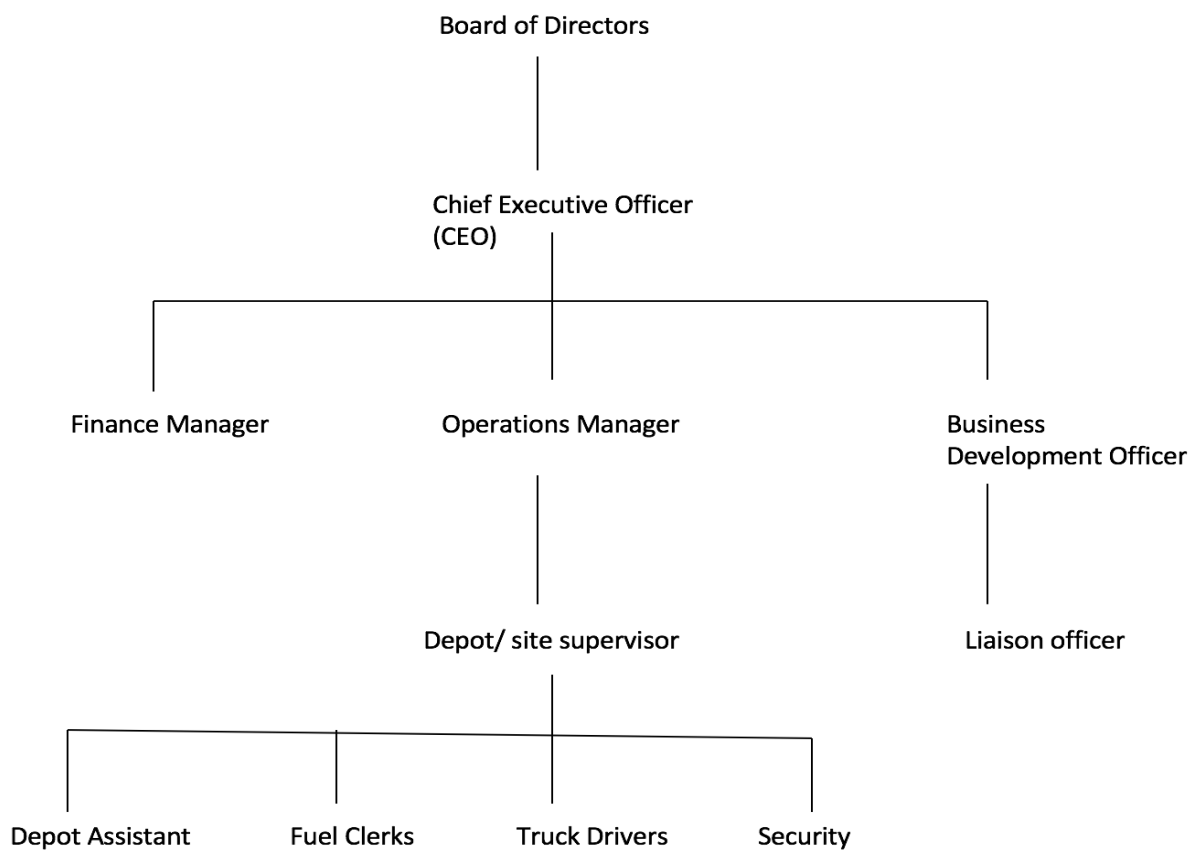 Board of Directors
Chief Executive Officer
(CEO)
Finance Manager
Operations Manager
Business
Development Officer
Depot/ site supervisor
Liaison officer
Depot Assistant
Fuel Clerks
Truck Drivers
Security